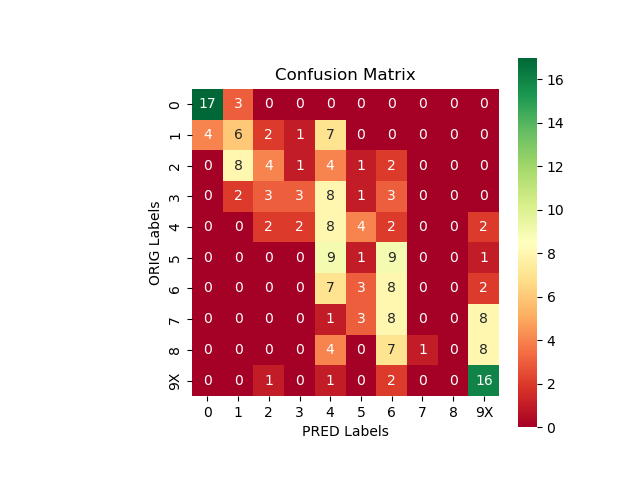 Confusion Matrix
ORIG Labels
0 17 3 0 0 0 0 0 0 0 0
1 4 6 2 1 7 0 0 0 0 0
2 0 8 4 1 4 1 2 0 0 0
3 0 2 3 3 8 1 3 0 0 0
4 0 0 2 2 8 4 2 0 0 2
5 0 0 0 0 9 1 9 0 0 1
6 0 0 0 0 7 3 8 0 0 2
7 0 0 0 0 1 3 8 0 0 8
8 0 0 0 0 4 0 7 1 0 8
9X 0 0 1 0 1 0 2 0 0 16
0 1 2 3 4 5 6 7 8 9X
PRED Labels
16
14
12
10
8
6
4
2
0